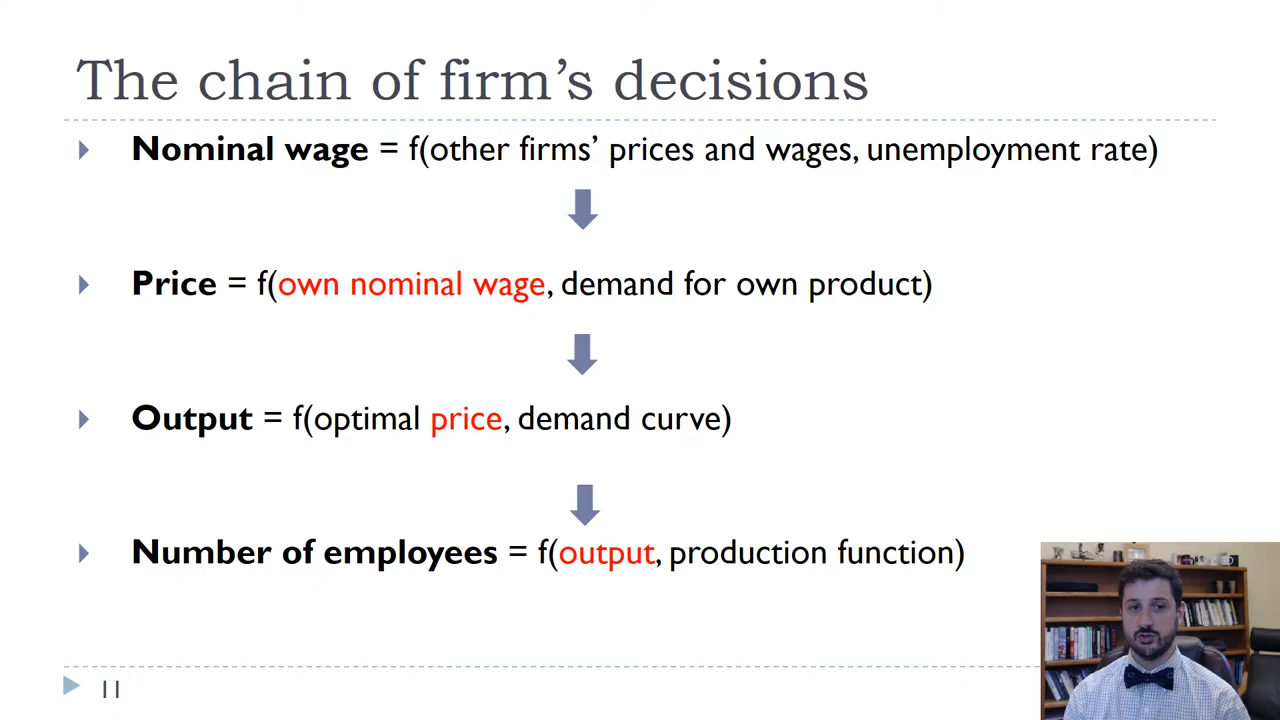 The chain of firm's decisions
Nominal wage = f(other firms' prices and wages, unemployment rate)
Price = f(own nominal wage, demand for own product)
Output = f(optimal price, demand curve)
Number of employees = f(output, production function)
11